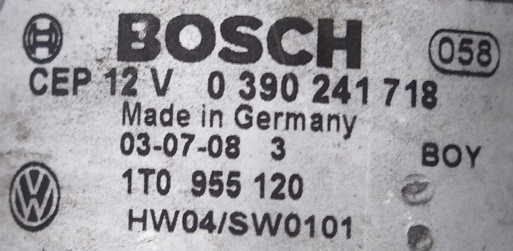 BOSCH 058
CEP 12 V 0 390 241 718
Made in Germany
03-07-08 3 BOY
1T0 955 120
HW04/SW0101